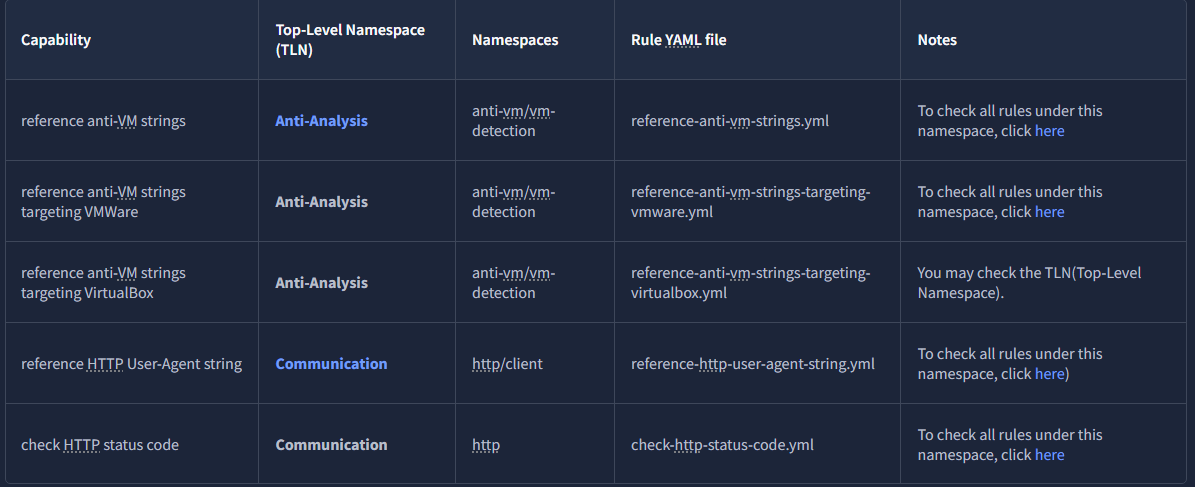 Capability
Top-Level Namespace
(TLN)
Namespaces
Rule YAML file
Notes
reference anti-VM strings
Anti-Analysis
anti-vm/vm-
detection
reference-anti-vm-strings.yml
To check all rules under this
namespace, click here
reference anti-VM strings
targeting VMWare
Anti-Analysis
anti-vm/vm-
detection
reference-anti-vm-strings-targeting-
vmware.yml
To check all rules under this
namespace, click here
reference anti-VM strings
targeting VirtualBox
Anti-Analysis
anti-vm/vm-
detection
reference-anti-vm-strings-targeting-
virtualbox.yml
You may check the TLN(Top-Level
Namespace).
reference HTTP User-Agent string
Communication
http/client
reference-http-user-agent-string.yml
To check all rules under this
namespace, click here)
check HTTP status code
Communication
http
check-http-status-code.yml
To check all rules under this
namespace, click here